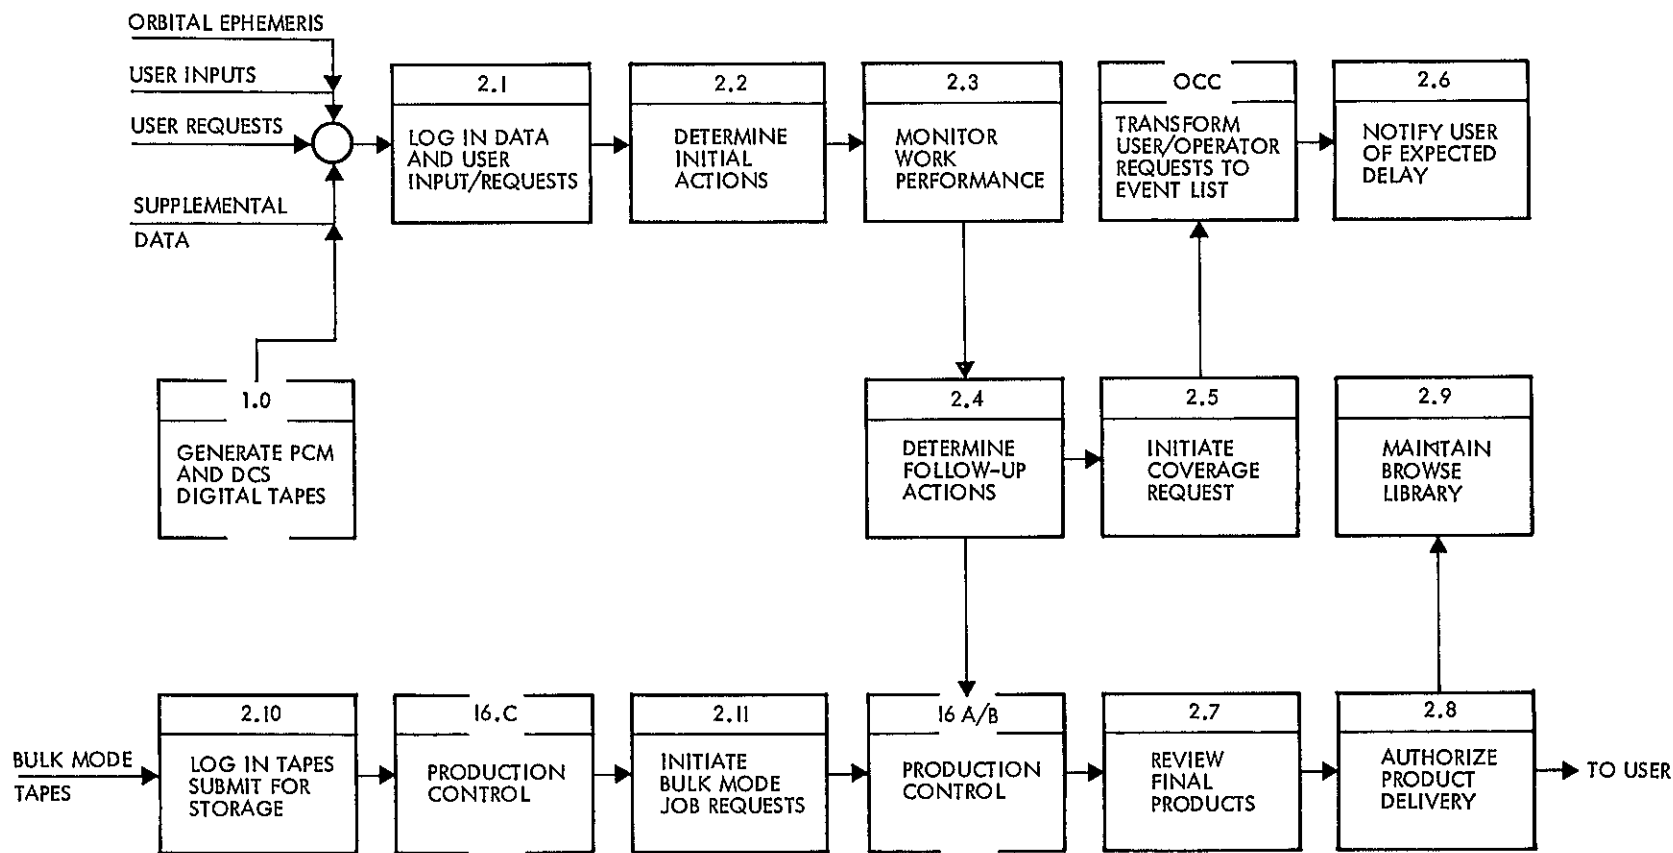 ORBITAL EPHEMERIS
USER INPUTS
USER REQUESTS
SUPPLEMENTAL
DATA
2.1
LOG IN DATA
AND USER
INPUT/REQUESTS
2.2
DETERMINE
INITIAL
ACTIONS
2.3
MONITOR
WORK
PERFORMANCE
OCC
TRANSFORM
USER/OPERATOR
REQUESTS TO
EVENT LIST
2.6
NOTIFY USER
OF EXPECTED
DELAY
1.0
GENERATE PCM
AND DCS
DIGITAL TAPES
2.4
DETERMINE
FOLLOW-UP
ACTIONS
2.5
INITIATE
COVERAGE
REQUEST
2.9
MAINTAIN
BROWSE
LIBRARY
BULK MODE
TAPES
2.10
LOG IN TAPES
SUBMIT FOR
STORAGE
16.C
PRODUCTION
CONTROL
2.11
INITIATE
BULK MODE
JOB REQUESTS
16 A/B
PRODUCTION
CONTROL
2.7
REVIEW
FINAL
PRODUCTS
2.8
AUTHORIZE
PRODUCT
DELIVERY
TO USER